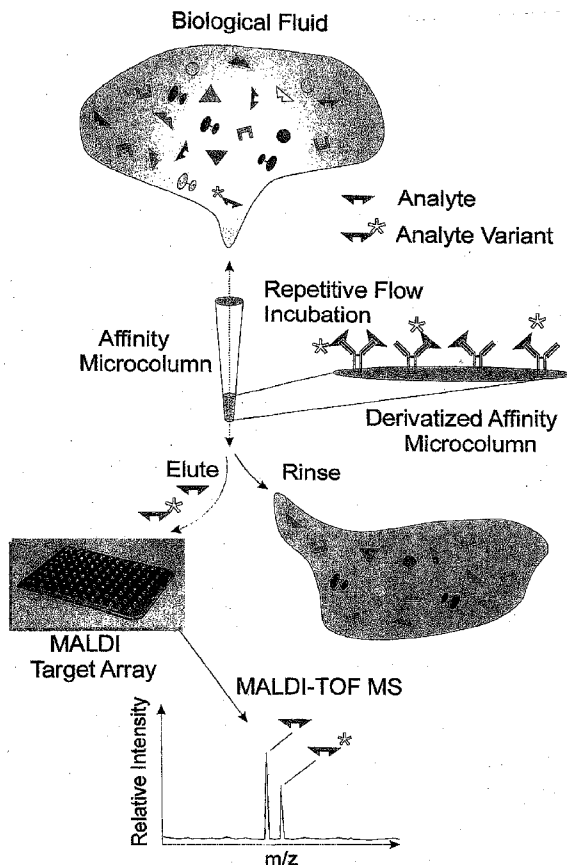 Biological Fluid
Analyte
Analyte Variant
Repetitive Flow
Incubation
Affinity
Microcolumn
Derivatized Affinity
Microcolumn
Elute
Rinse
MALDI
Target Array
MALDI-TOF MS
Relative Intensity
m/z